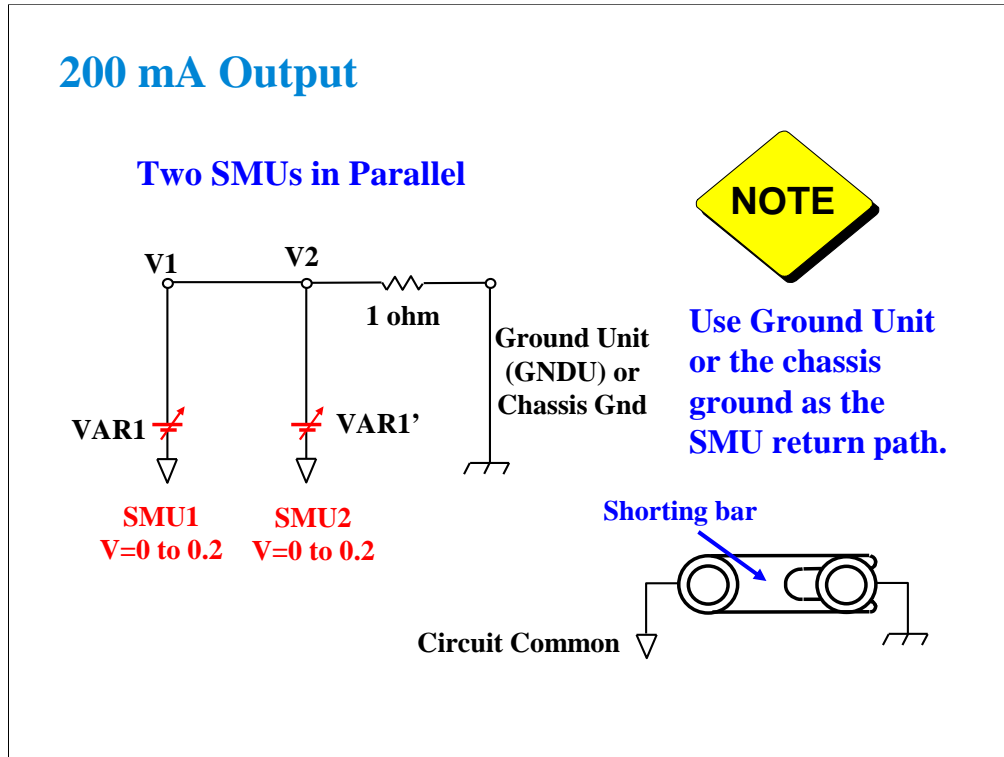 200 mA Output
Two SMUs in Parallel
NOTE
V1
V2
1 ohm
Ground Unit
(GNDU) or
Chassis Gnd
VAR1
VAR1’
SMU1
V=0 to 0.2
SMU2
V=0 to 0.2
Use Ground Unit
or the chassis
ground as the
SMU return path.
Shorting bar
Circuit Common